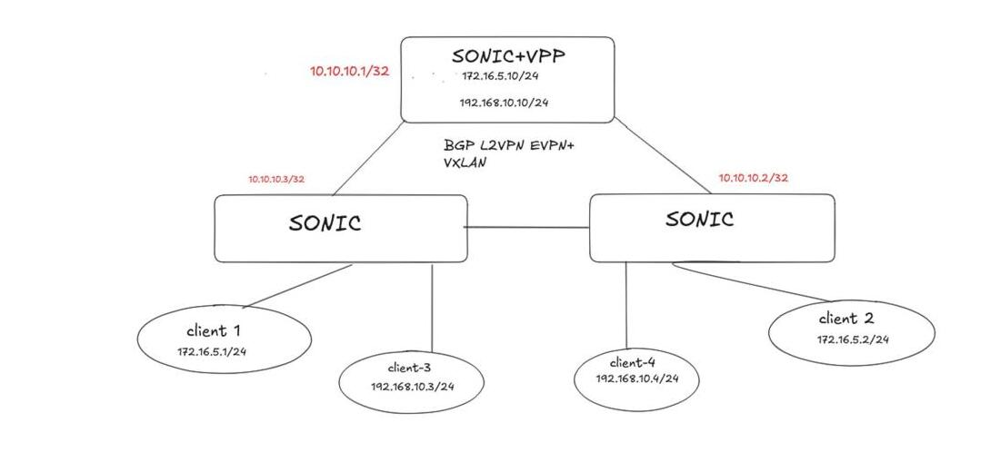 SONIC+VPP
10.10.10.1/32
172.16.5.10/24
192.168.10.10/24
BGP L2VPN EVPN+
VXLAN
10.10.10.3/32
10.10.10.2/32
SONIC
SONIC
client 1
172.16.5.1/24
client 2
172.16.5.2/24
client-3
192.168.10.3/24
client-4
192.168.10.4/24